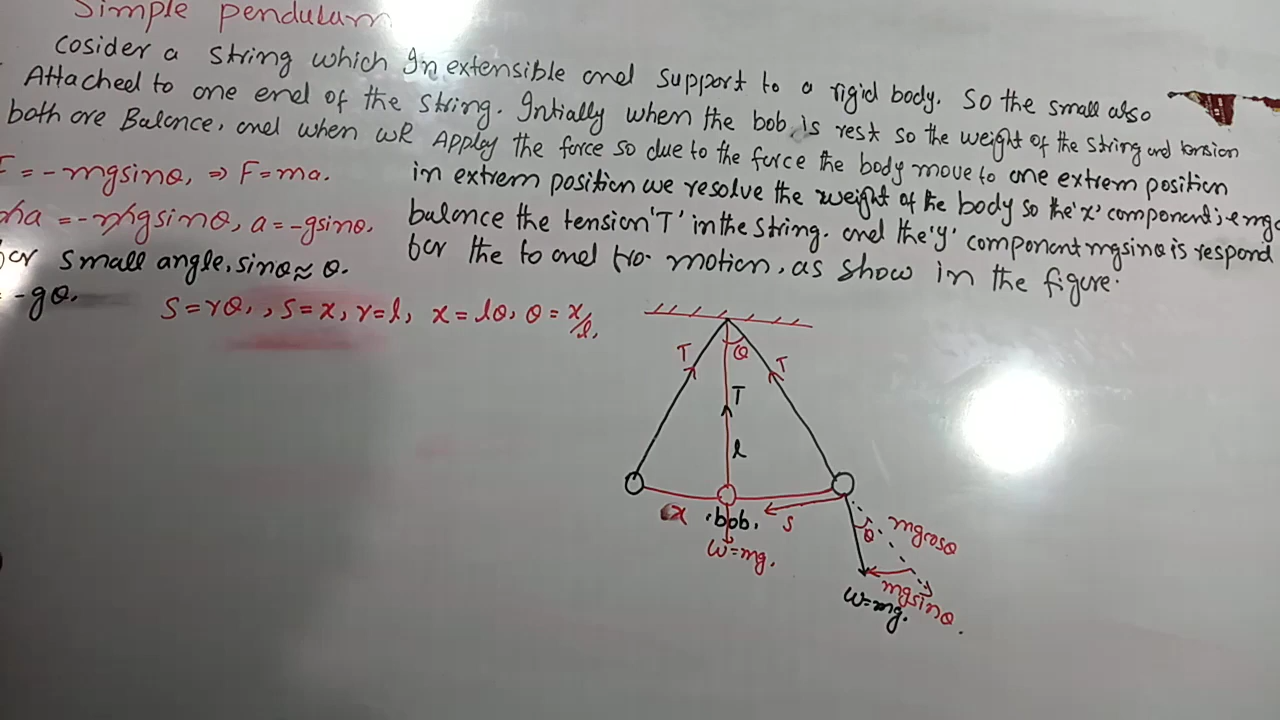 Simple pendulum
Cosider a string which Inextensible and support to a rigid body. So the small also
Attached to one end of the string. Intially when the bob is rest so the weight of the string and tension
both are Balance, and when wR Apploy the force so due to the force the body move to one extrem position
in extrem position we resolve the weight of the body so the 'x' component i.e mgc
balance the tension 'T' in the string. and the 'y' component mgsinθ is respond
for the to and fro motion, as show in the figure.
F = -mgsinθ, ⇒ F=ma.
ma = -mgsinθ, a = -gsinθ.
for small angle, sinθ ≈ θ.
= -gθ.
S = rθ, , S = x, r = l, x = lθ, θ = x/l.
T θ T
T
l
x .bob. S
W=mg.
θ mgcosθ
mgsinθ.
W=mg.